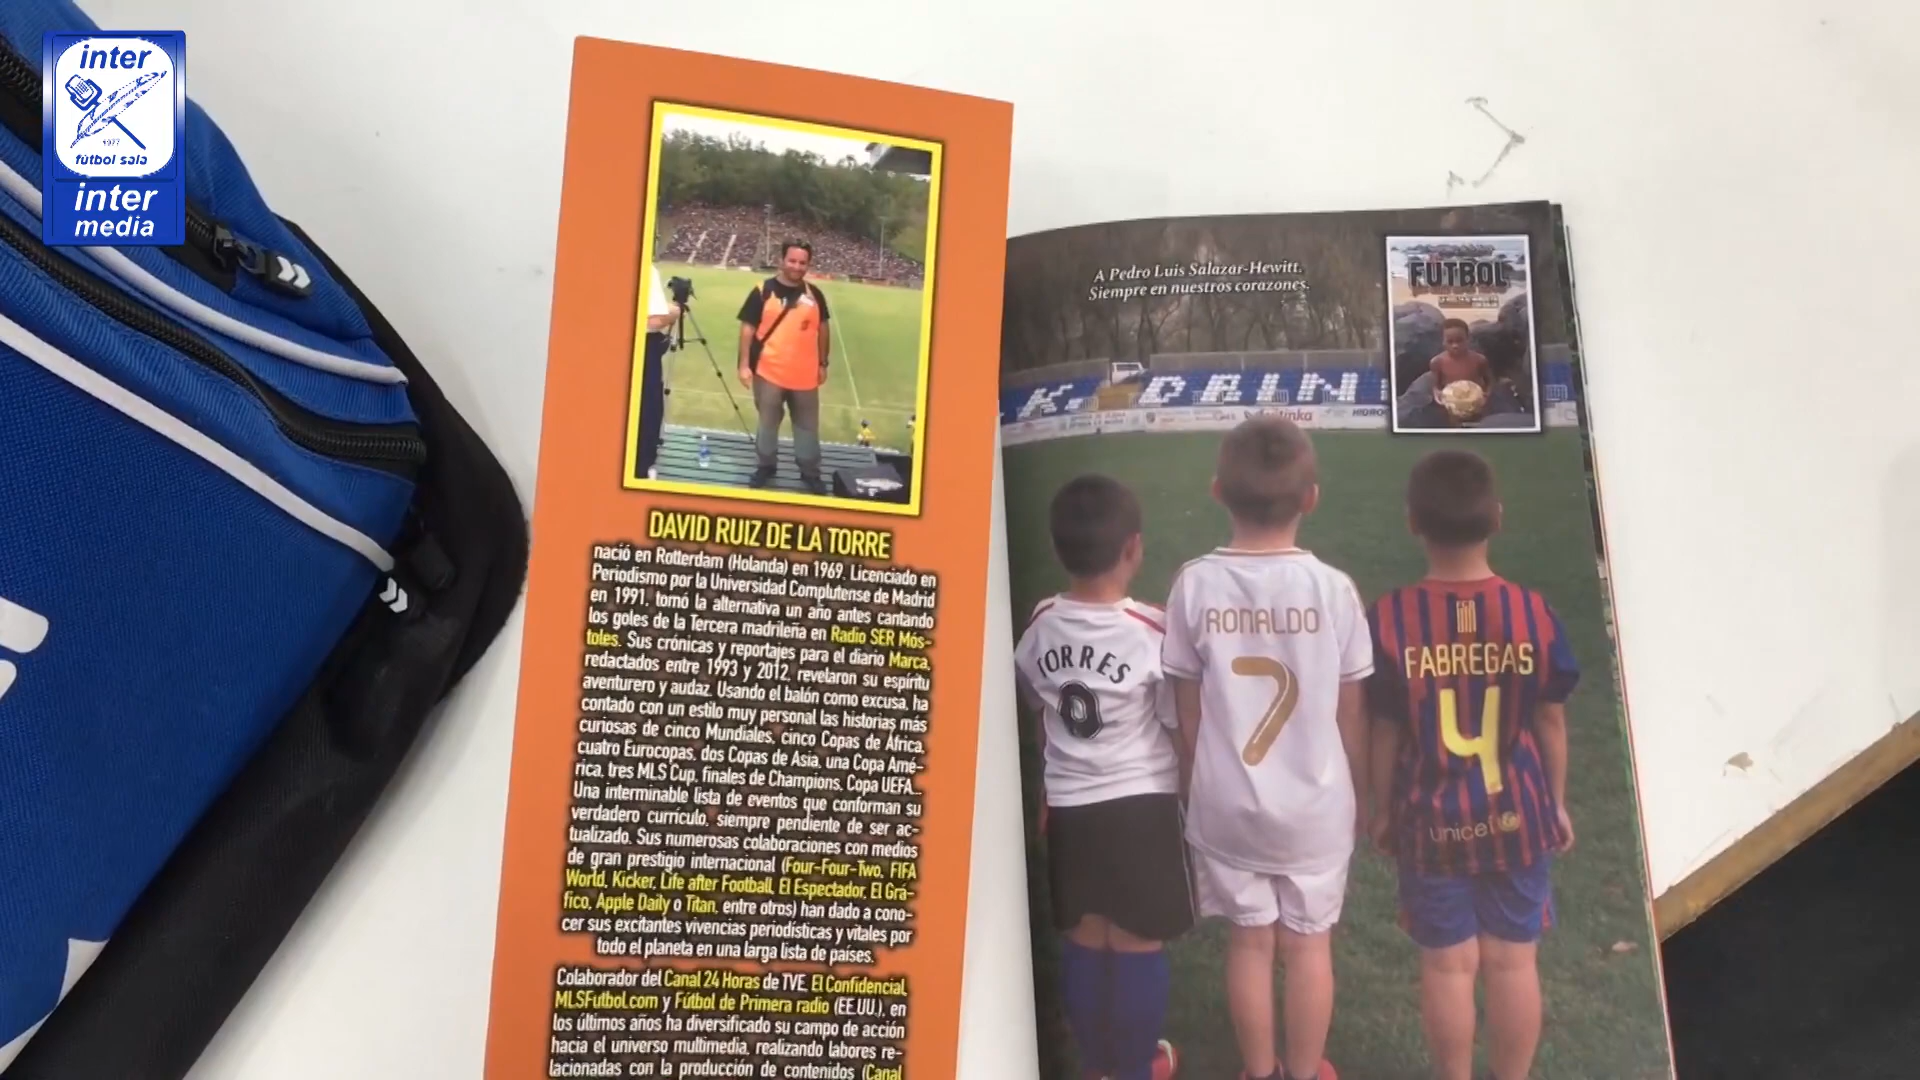 inter
1977
fútbol sala
inter
media
DAVID RUIZ DE LA TORRE
nació en Rotterdam (Holanda) en 1969. Licenciado en
Periodismo por la Universidad Complutense de Madrid
en 1991, tomó la alternativa un año antes cantando
los goles de la Tercera madrileña en Radio SER Mós-
toles. Sus crónicas y reportajes para el diario Marca,
redactados entre 1993 y 2012, revelaron su espíritu
aventurero y audaz. Usando el balón como excusa, ha
contado con un estilo muy personal las historias más
curiosas de cinco Mundiales, cinco Copas de África,
cuatro Eurocopas, dos Copas de Asia, una Copa Amé-
rica, tres MLS Cup, finales de Champions, Copa UEFA...
Una interminable lista de eventos que conforman su
verdadero currículo, siempre pendiente de ser ac-
tualizado. Sus numerosas colaboraciones con medios
de gran prestigio internacional (Four-Four-Two, FIFA
World, Kicker, Life after Football, El Espectador, El Grá-
fico, Apple Daily o Titan, entre otros) han dado a cono-
cer sus excitantes vivencias periodísticas y vitales por
todo el planeta en una larga lista de países.
Colaborador del Canal 24 Horas de TVE, El Confidencial,
MLSFutbol.com y Fútbol de Primera radio (EE.UU.), en
los últimos años ha diversificado su campo de acción
hacia el universo multimedia, realizando labores re-
lacionadas con la producción de contenidos (Canal
A Pedro Luis Salazar-Hewitt.
Siempre en nuestros corazones.
FÚTBOL
K. DRIN
HIDRO
TORRES
9
RONALDO
7
FABREGAS
4
unicef